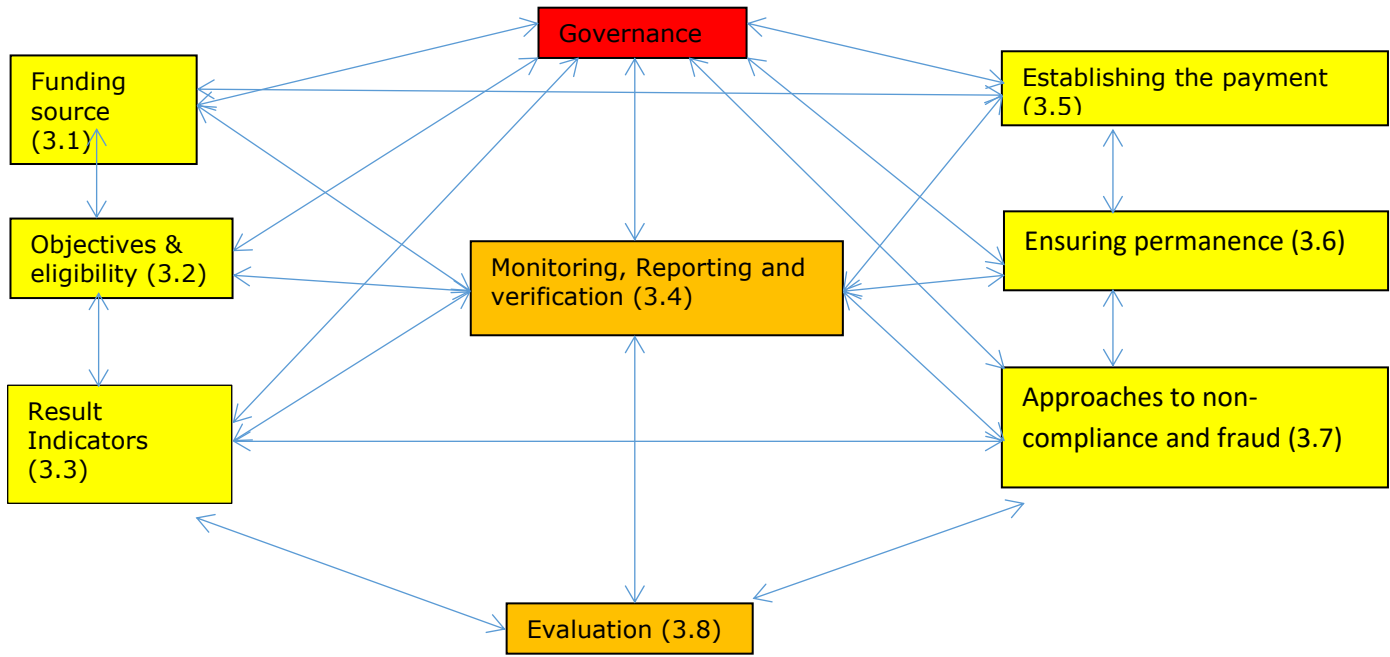 Governance
Funding
source
(3.1)
Establishing the payment
(3.5)
Objectives &
eligibility (3.2)
Monitoring, Reporting and
verification (3.4)
Ensuring permanence (3.6)
Result
Indicators
(3.3)
Approaches to non-
compliance and fraud (3.7)
Evaluation (3.8)